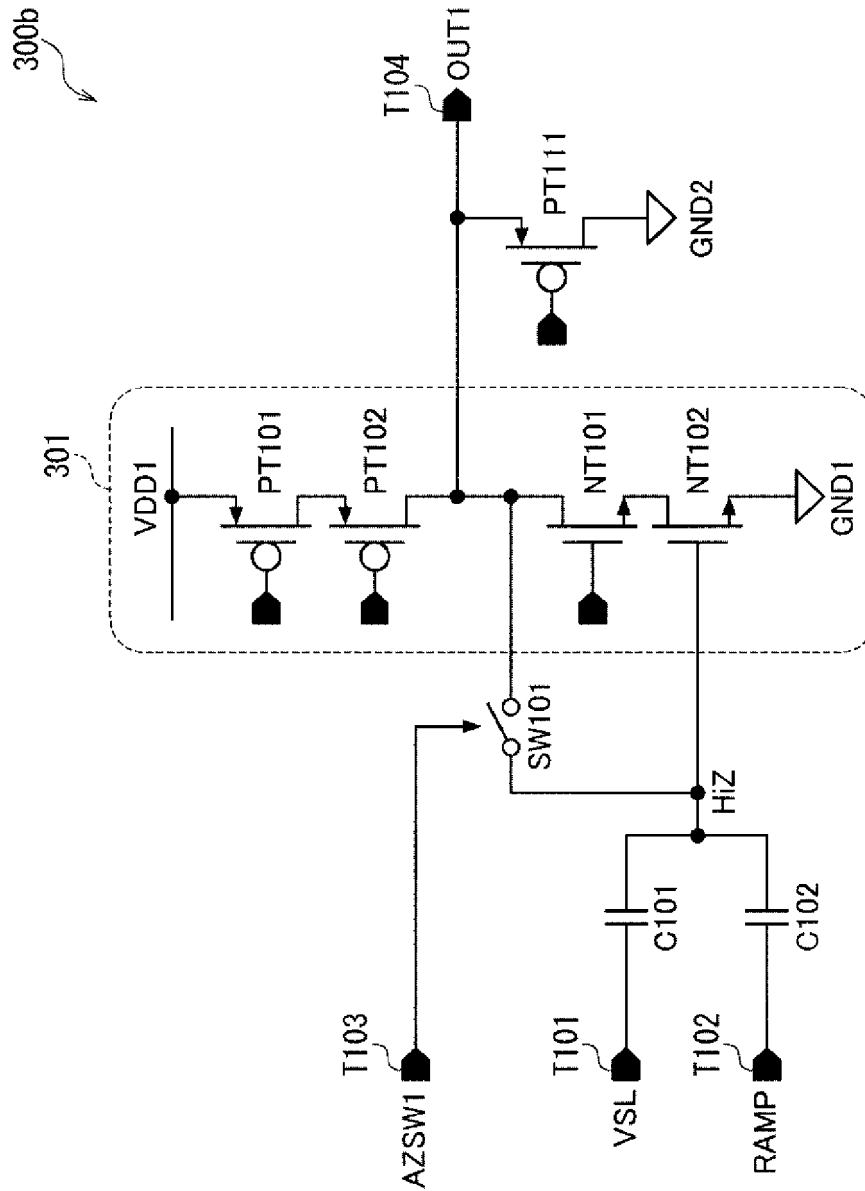 300b
301
VDD1
PT101
PT102
T104
OUT1
PT111
GND2
NT101
NT102
GND1
SW101
HiZ
C101
C102
T103
AZSW1
T101
VSL
T102
RAMP